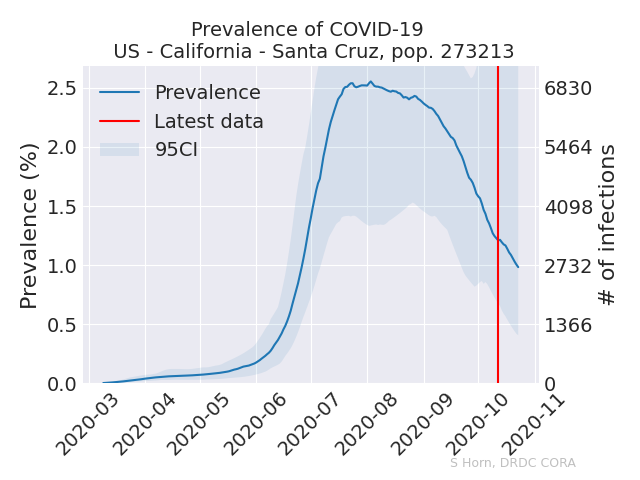 Prevalence of COVID-19
US - California - Santa Cruz, pop. 273213
Prevalence
Latest data
95CI
Prevalence (%)
2.5
2.0
1.5
1.0
0.5
0.0
6830
5464
4098
2732
1366
0
# of infections
2020-03
2020-04
2020-05
2020-06
2020-07
2020-08
2020-09
2020-10
2020-11
S Horn, DRDC CORA